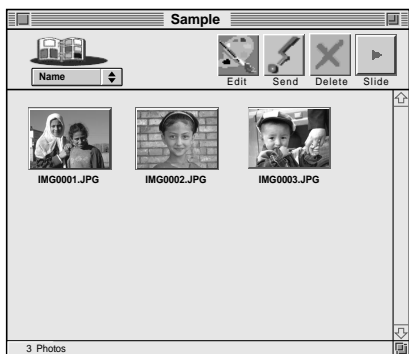 Sample
Name
Edit Send Delete Slide
IMG0001.JPG IMG0002.JPG IMG0003.JPG
3 Photos